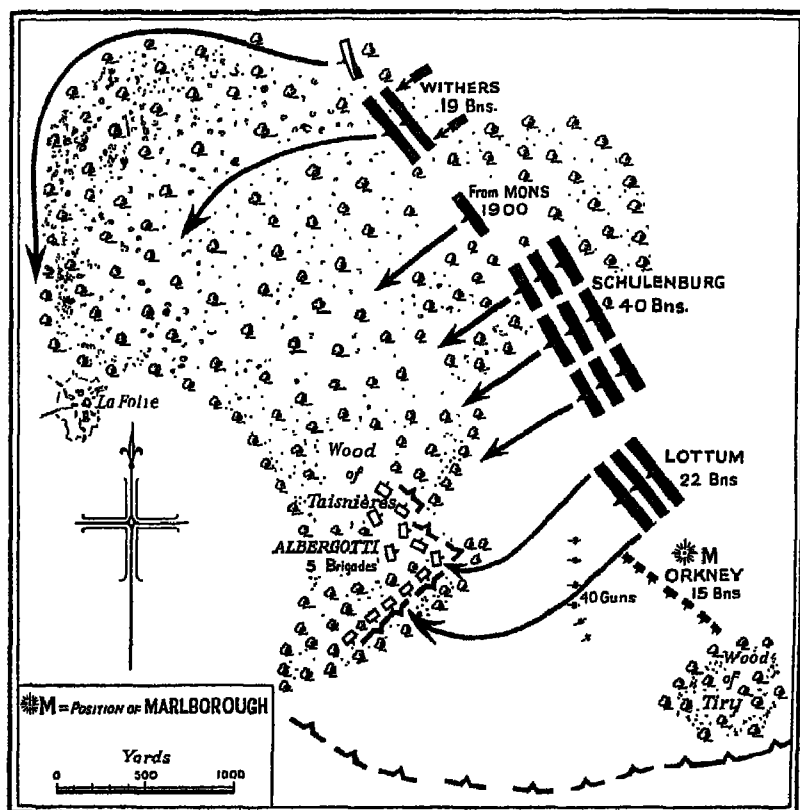 WITHERS
19 Bns.
From MONS
1900
SCHULENBURG
40 Bns.
La Folie
Wood
of
Taisnières
LOTTUM
22 Bns
ALBERGOTTI
5 Brigades
M
ORKNEY
15 Bns
40 Guns
Wood
of
Tiry
M = POSITION OF MARLBOROUGH
Yards
0 500 1000